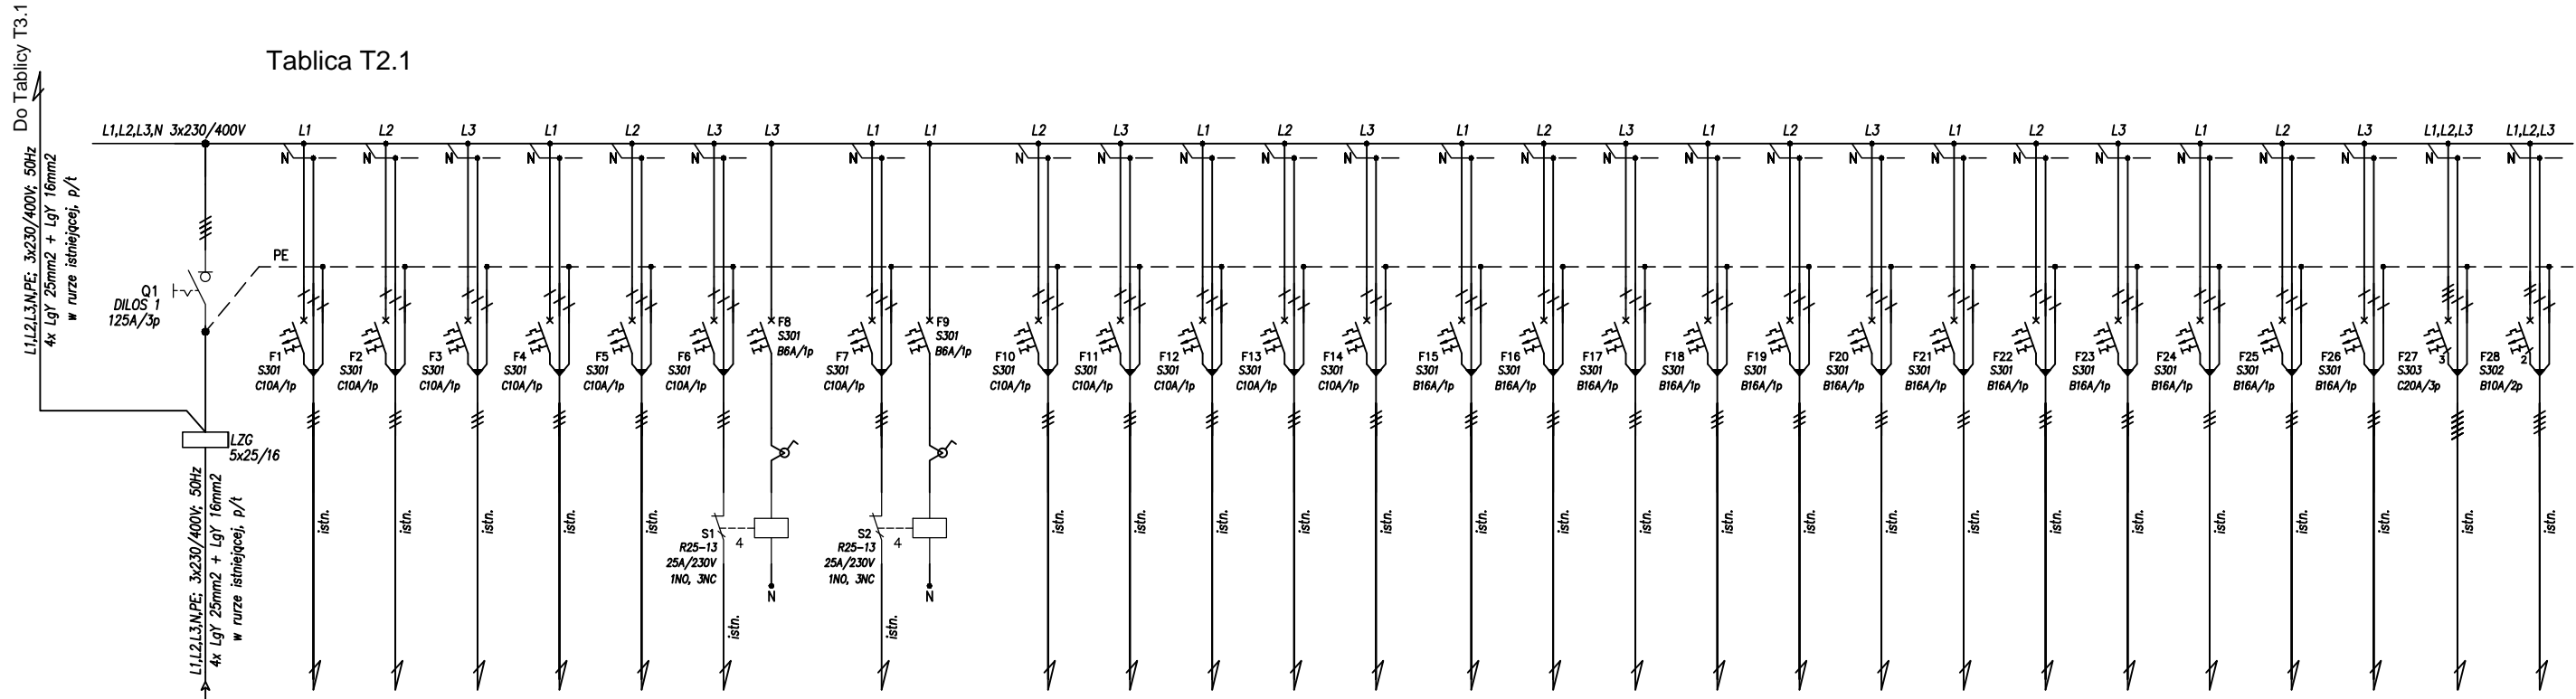 Tablica T2.1
Do Tablicy T3.1
L1,L2,L3,N,PE; 3x230/400V; 50Hz
4x LgY 25mm2 + LgY 16mm2
w rurze istniejącej, p/t
L1,L2,L3,N 3x230/400V
L1 L2 L3 L1 L2 L3 L3 L1 L1 L2 L3 L1 L2 L3 L1 L2 L3 L1 L2 L3 L1 L2 L3 L1 L2 L3 L1,L2,L3 L1,L2,L3
N N N N N N N N N N N N N N N N N N N N N N N N N N
PE
Q1
DILOS 1
125A/3p
F1
S301
C10A/1p
F2
S301
C10A/1p
F3
S301
C10A/1p
F4
S301
C10A/1p
F5
S301
C10A/1p
F6
S301
C10A/1p
F8
S301
B6A/1p
F7
S301
C10A/1p
F9
S301
B6A/1p
F10
S301
C10A/1p
F11
S301
C10A/1p
F12
S301
C10A/1p
F13
S301
C10A/1p
F14
S301
C10A/1p
F15
S301
B16A/1p
F16
S301
B16A/1p
F17
S301
B16A/1p
F18
S301
B16A/1p
F19
S301
B16A/1p
F20
S301
B16A/1p
F21
S301
B16A/1p
F22
S301
B16A/1p
F23
S301
B16A/1p
F24
S301
B16A/1p
F25
S301
B16A/1p
F26
S301
B16A/1p
F27
S303
C20A/3p
3
F28
S302
B10A/2p
2
LZG
5x25/16
L1,L2,L3,N,PE; 3x230/400V; 50Hz
4x LgY 25mm2 + LgY 16mm2
w rurze istniejącej, p/t
istn. istn. istn. istn. istn.
S1
4
R25-13
25A/230V
1NO, 3NC
N
istn.
S2
4
R25-13
25A/230V
1NO, 3NC
N
istn.
istn. istn. istn. istn. istn. istn. istn. istn. istn. istn. istn. istn. istn. istn. istn. istn. istn. istn. istn.